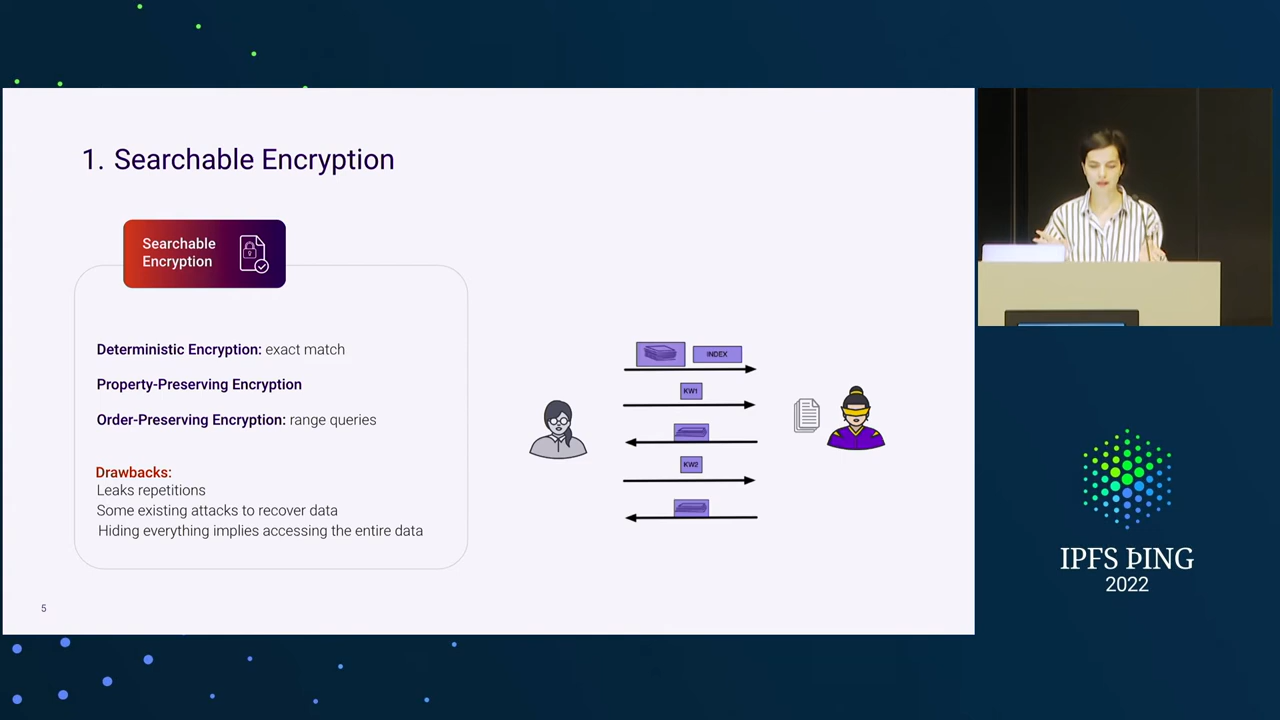 1. Searchable Encryption
Searchable
Encryption
Deterministic Encryption: exact match
Property-Preserving Encryption
Order-Preserving Encryption: range queries
Drawbacks:
Leaks repetitions
Some existing attacks to recover data
Hiding everything implies accessing the entire data
INDEX
KW1
KW2
5
IPFS ÞING
2022